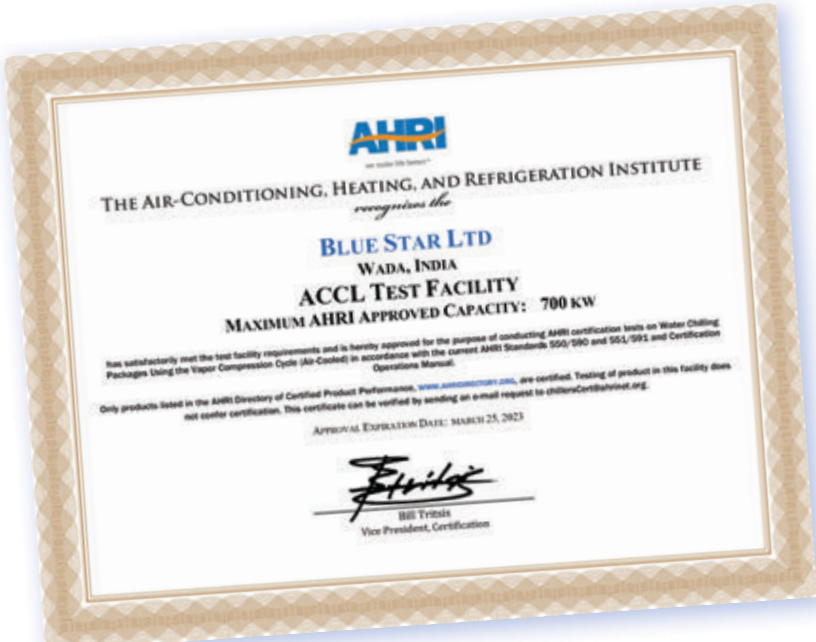 AHRI
we make life better™
THE AIR-CONDITIONING, HEATING, AND REFRIGERATION INSTITUTE
recognizes the
BLUE STAR LTD
WADA, INDIA
ACCL TEST FACILITY
MAXIMUM AHRI APPROVED CAPACITY: 700 KW
has satisfactorily met the test facility requirements and is hereby approved for the purpose of conducting AHRI certification tests on Water Chilling
Packages Using the Vapor Compression Cycle (Air-Cooled) in accordance with the current AHRI Standards 550/590 and 551/591 and Certification
Operations Manual.
Only products listed in the AHRI Directory of Certified Product Performance, WWW.AHRIDIRECTORY.ORG, are certified. Testing of product in this facility does
not confer certification. This certificate can be verified by sending an e-mail request to chillersCert@ahrinet.org.
APPROVAL EXPIRATION DATE: MARCH 25, 2023
Bill Tritsis
Vice President, Certification